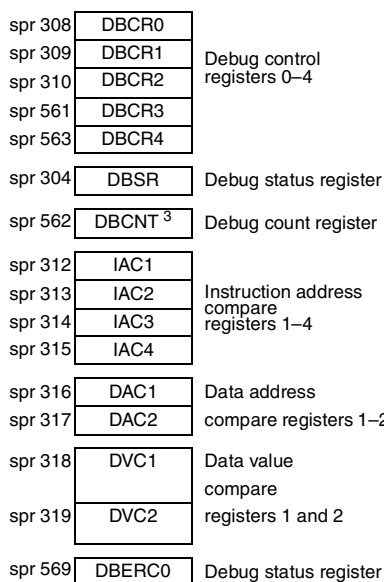 spr 308 DBCR0
spr 309 DBCR1 Debug control
spr 310 DBCR2 registers 0–4
spr 561 DBCR3
spr 563 DBCR4
spr 304 DBSR Debug status register
spr 562 DBCNT 3 Debug count register
spr 312 IAC1
spr 313 IAC2 Instruction address
compare
spr 314 IAC3 registers 1–4
spr 315 IAC4
spr 316 DAC1 Data address
spr 317 DAC2 compare registers 1–2
spr 318 DVC1 Data value
compare
spr 319 DVC2 registers 1 and 2
spr 569 DBERC0 Debug status register